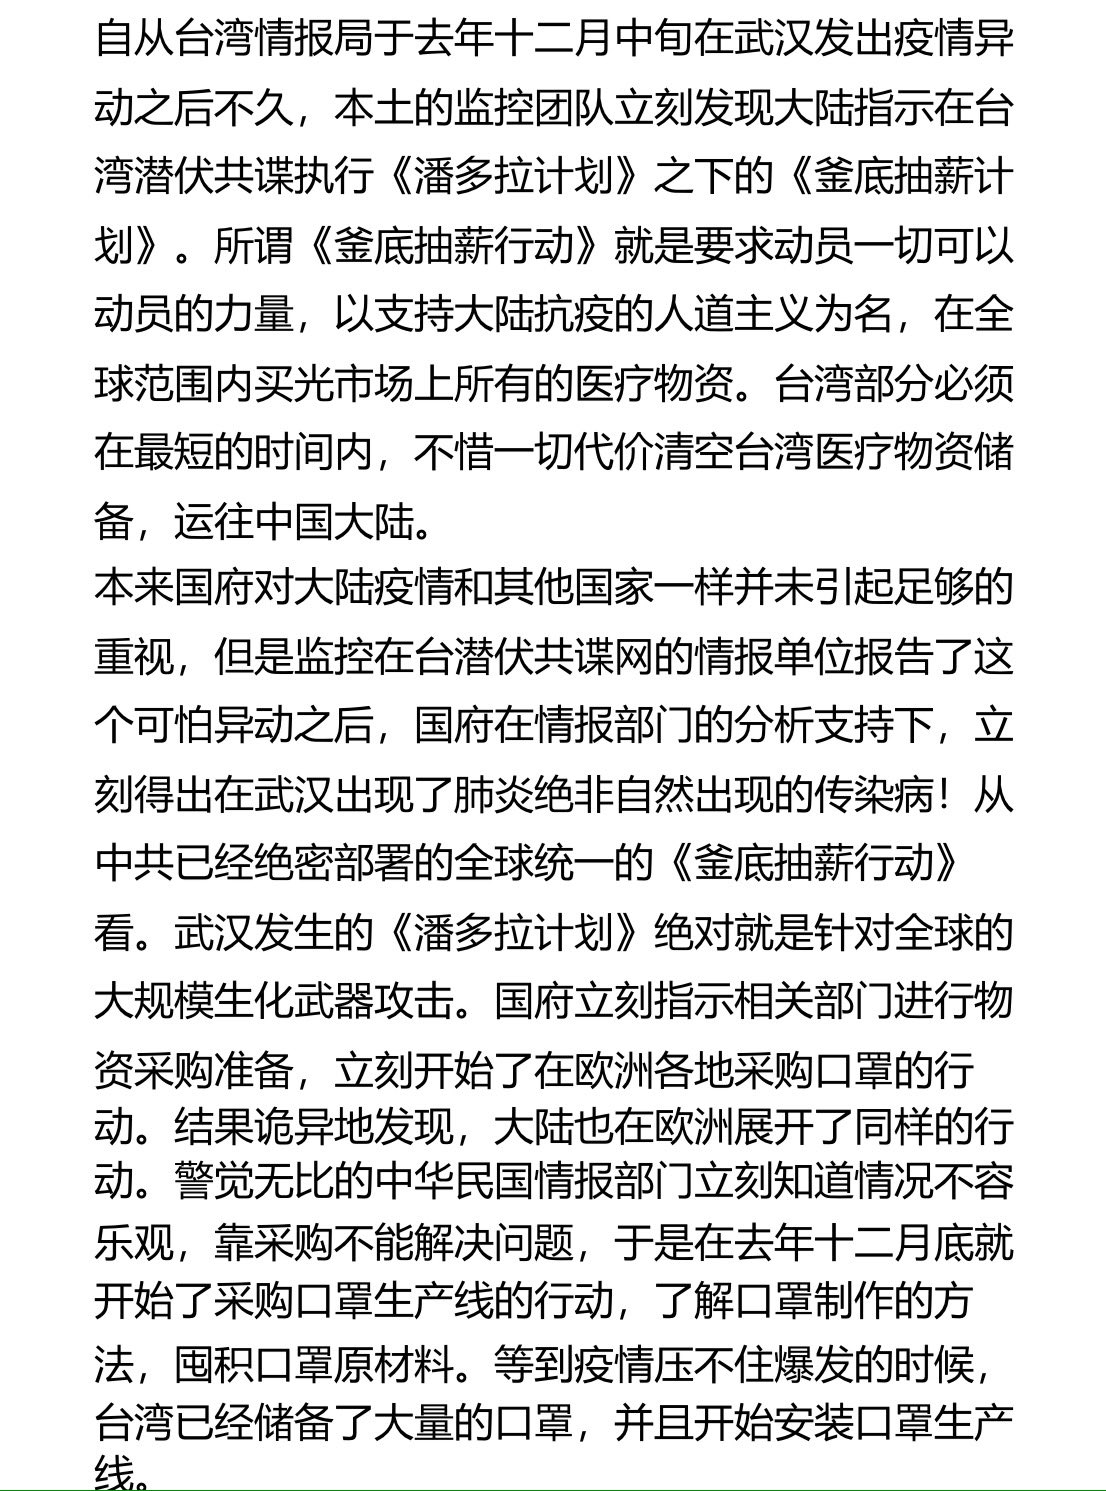 自从台湾情报局于去年十二月中旬在武汉发出疫情异
动之后不久，本土的监控团队立刻发现大陆指示在台
湾潜伏共谍执行《潘多拉计划》之下的《釜底抽薪计
划》。所谓《釜底抽薪行动》就是要求动员一切可以
动员的力量，以支持大陆抗疫的人道主义为名，在全
球范围内买光市场上所有的医疗物资。台湾部分必须
在最短的时间内，不惜一切代价清空台湾医疗物资储
备，运往中国大陆。
本来国府对大陆疫情和其他国家一样并未引起足够的
重视，但是监控在台潜伏共谍网的情报单位报告了这
个可怕异动之后，国府在情报部门的分析支持下，立
刻得出在武汉出现了肺炎绝非自然出现的传染病！从
中共已经绝密部署的全球统一的《釜底抽薪行动》
看。武汉发生的《潘多拉计划》绝对就是针对全球的
大规模生化武器攻击。国府立刻指示相关部门进行物
资采购准备，立刻开始了在欧洲各地采购口罩的行
动。结果诡异地发现，大陆也在欧洲展开了同样的行
动。警觉无比的中华民国情报部门立刻知道情况不容
乐观，靠采购不能解决问题，于是在去年十二月底就
开始了采购口罩生产线的行动，了解口罩制作的方
法，囤积口罩原材料。等到疫情压不住爆发的时候，
台湾已经储备了大量的口罩，并且开始安装口罩生产
线。